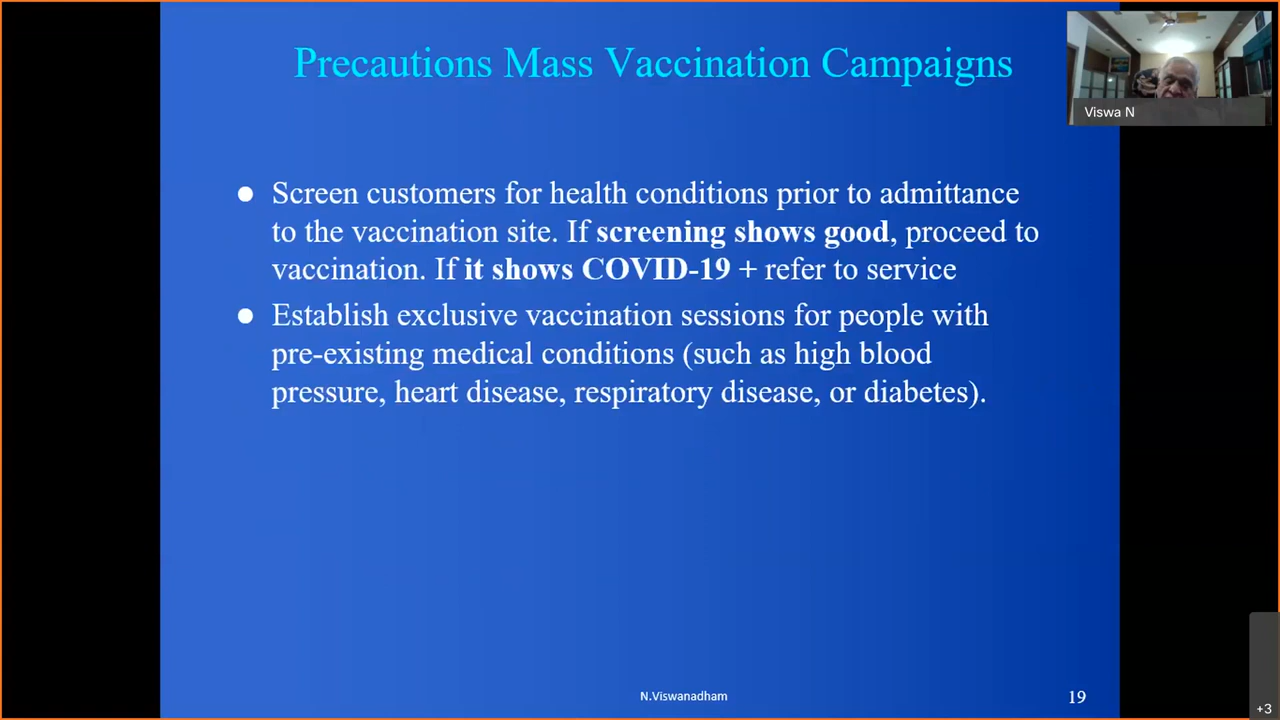 Precautions Mass Vaccination Campaigns
Viswa N
● Screen customers for health conditions prior to admittance
to the vaccination site. If screening shows good, proceed to
vaccination. If it shows COVID-19 + refer to service
● Establish exclusive vaccination sessions for people with
pre-existing medical conditions (such as high blood
pressure, heart disease, respiratory disease, or diabetes).
N.Viswanadham
19
+3